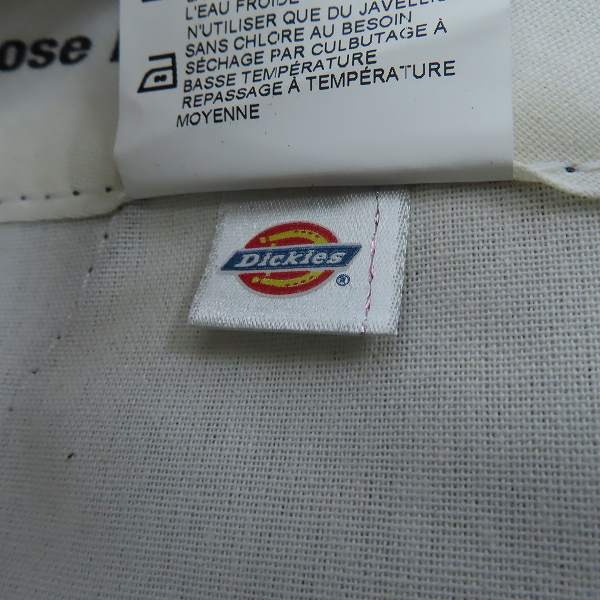 L'EAU FROIDE
N'UTILISER QUE DU JAVELLIS
SANS CHLORE AU BESOIN
SÉCHAGE PAR CULBUTAGE À
BASSE TEMPÉRATURE
REPASSAGE À TEMPÉRATURE
MOYENNE
ose
Dickies
®